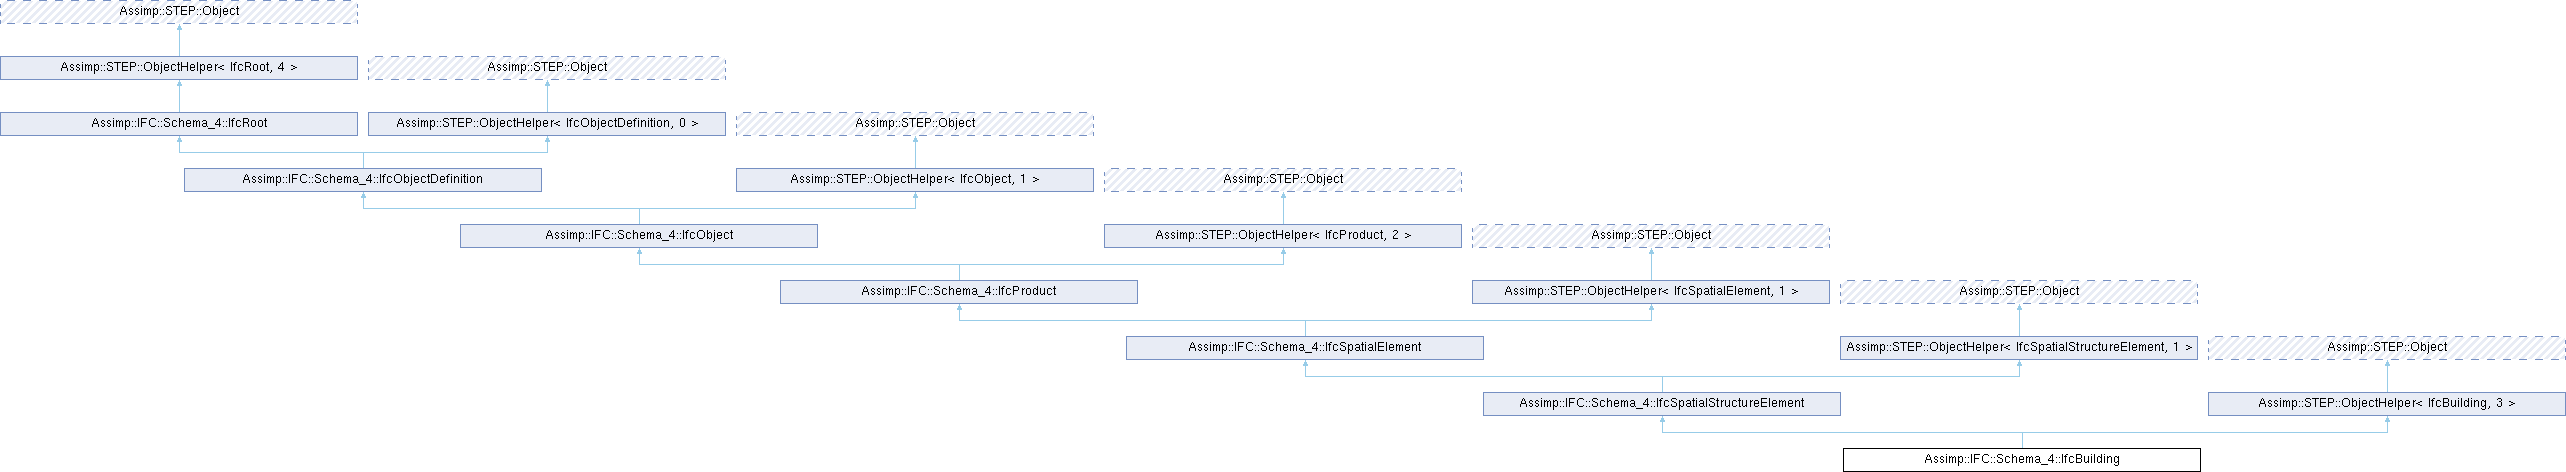 Assimp::STEP::Object
Assimp::STEP::ObjectHelper< IfcRoot, 4 >
Assimp::STEP::Object
Assimp::IFC::Schema_4::IfcRoot
Assimp::STEP::ObjectHelper< IfcObjectDefinition, 0 >
Assimp::STEP::Object
Assimp::IFC::Schema_4::IfcObjectDefinition
Assimp::STEP::ObjectHelper< IfcObject, 1 >
Assimp::STEP::Object
Assimp::IFC::Schema_4::IfcObject
Assimp::STEP::ObjectHelper< IfcProduct, 2 >
Assimp::STEP::Object
Assimp::IFC::Schema_4::IfcProduct
Assimp::STEP::ObjectHelper< IfcSpatialElement, 1 >
Assimp::STEP::Object
Assimp::IFC::Schema_4::IfcSpatialElement
Assimp::STEP::ObjectHelper< IfcSpatialStructureElement, 1 >
Assimp::STEP::Object
Assimp::IFC::Schema_4::IfcSpatialStructureElement
Assimp::STEP::ObjectHelper< IfcBuilding, 3 >
Assimp::IFC::Schema_4::IfcBuilding